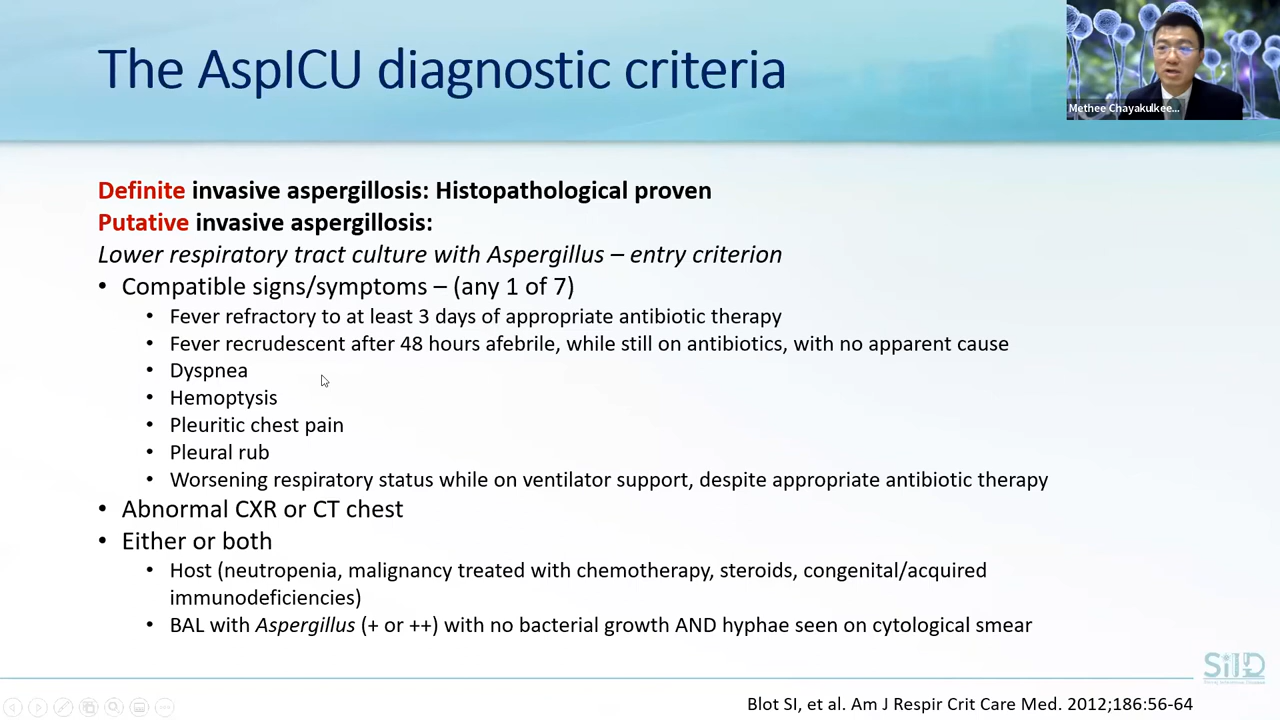 The AspICU diagnostic criteria
Methee Chayakulkee...
Definite invasive aspergillosis: Histopathological proven
Putative invasive aspergillosis:
Lower respiratory tract culture with Aspergillus – entry criterion
• Compatible signs/symptoms – (any 1 of 7)
• Fever refractory to at least 3 days of appropriate antibiotic therapy
• Fever recrudescent after 48 hours afebrile, while still on antibiotics, with no apparent cause
• Dyspnea
• Hemoptysis
• Pleuritic chest pain
• Pleural rub
• Worsening respiratory status while on ventilator support, despite appropriate antibiotic therapy
• Abnormal CXR or CT chest
• Either or both
• Host (neutropenia, malignancy treated with chemotherapy, steroids, congenital/acquired
immunodeficiencies)
• BAL with Aspergillus (+ or ++) with no bacterial growth AND hyphae seen on cytological smear
SiID
Blot SI, et al. Am J Respir Crit Care Med. 2012;186:56-64